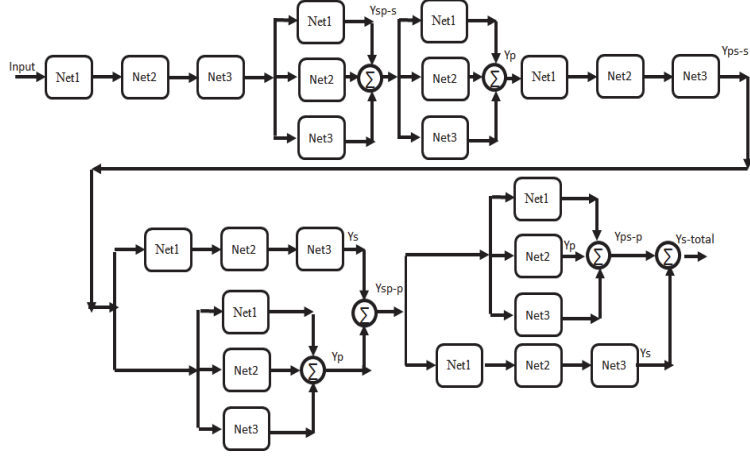 Input
Net1
Net2
Net3
Net1
Net2
Net3
Ysp-s
∑
Net1
Net2
Net3
Yp
∑
Net1
Net2
Net3
Yps-s
Net1
Net2
Net3
Ys
Net1
Net2
Net3
∑
Yp
∑
Ysp-p
Net1
Net2
Yp
Net3
∑
Yps-p
∑
Ys-total
Net1
Net2
Net3
Ys